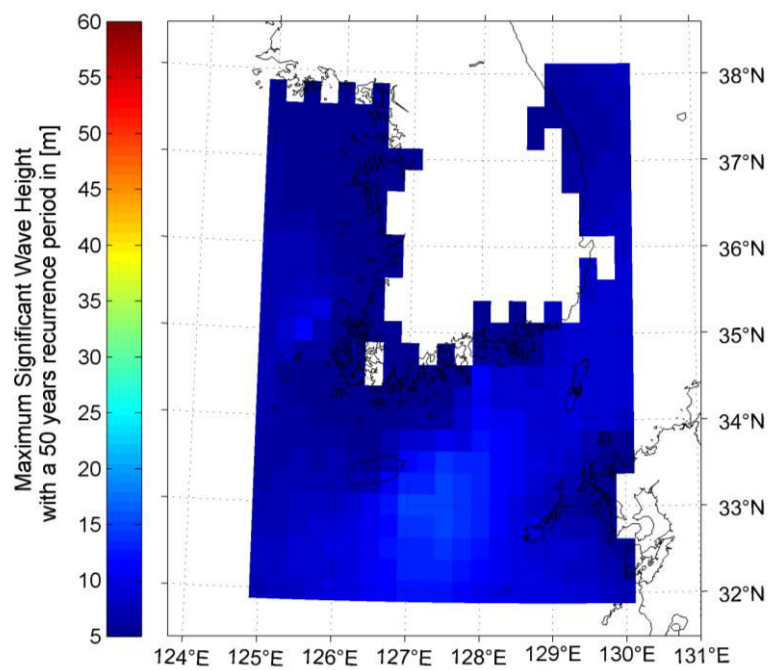 Maximum Significant Wave Height
with a 50 years recurrence period in [m]
60
55
50
45
40
35
30
25
20
15
10
5
38°N
37°N
36°N
35°N
34°N
33°N
32°N
124°E 125°E 126°E 127°E 128°E 129°E 130°E 131°E